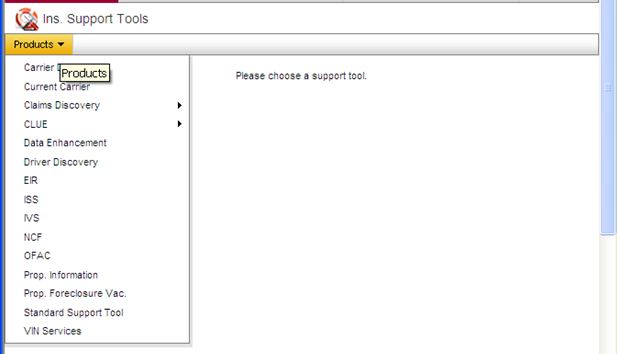 Ins. Support Tools
Products
Carrier
Products
Please choose a support tool.
Current Carrier
Claims Discovery
CLUE
Data Enhancement
Driver Discovery
EIR
ISS
IVS
NCF
OFAC
Prop. Information
Prop. Foreclosure Vac.
Standard Support Tool
VIN Services